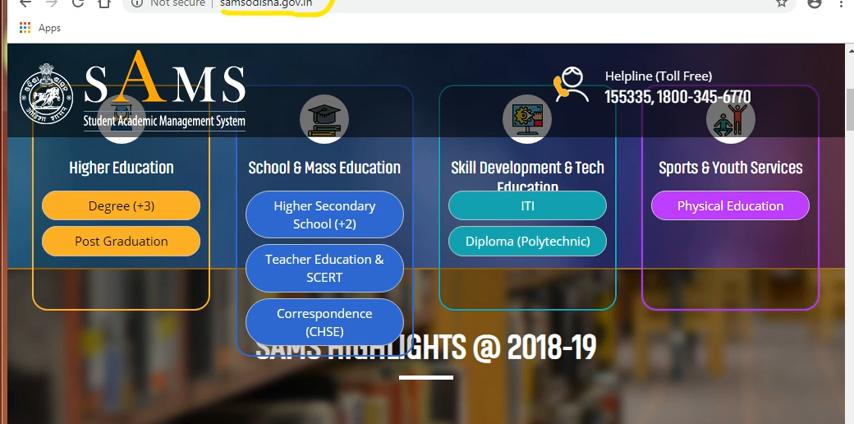 Not secure | samsodisha.gov.in
Apps
SAMS
Student Academic Management System
Helpline (Toll Free)
155335, 1800-345-6770
Higher Education
Degree (+3)
Post Graduation
School & Mass Education
Higher Secondary
School (+2)
Teacher Education &
SCERT
Correspondence
(CHSE)
Skill Development & Tech
Education
ITI
Diploma (Polytechnic)
Sports & Youth Services
Physical Education
SAMS HIGHLIGHTS @ 2018-19